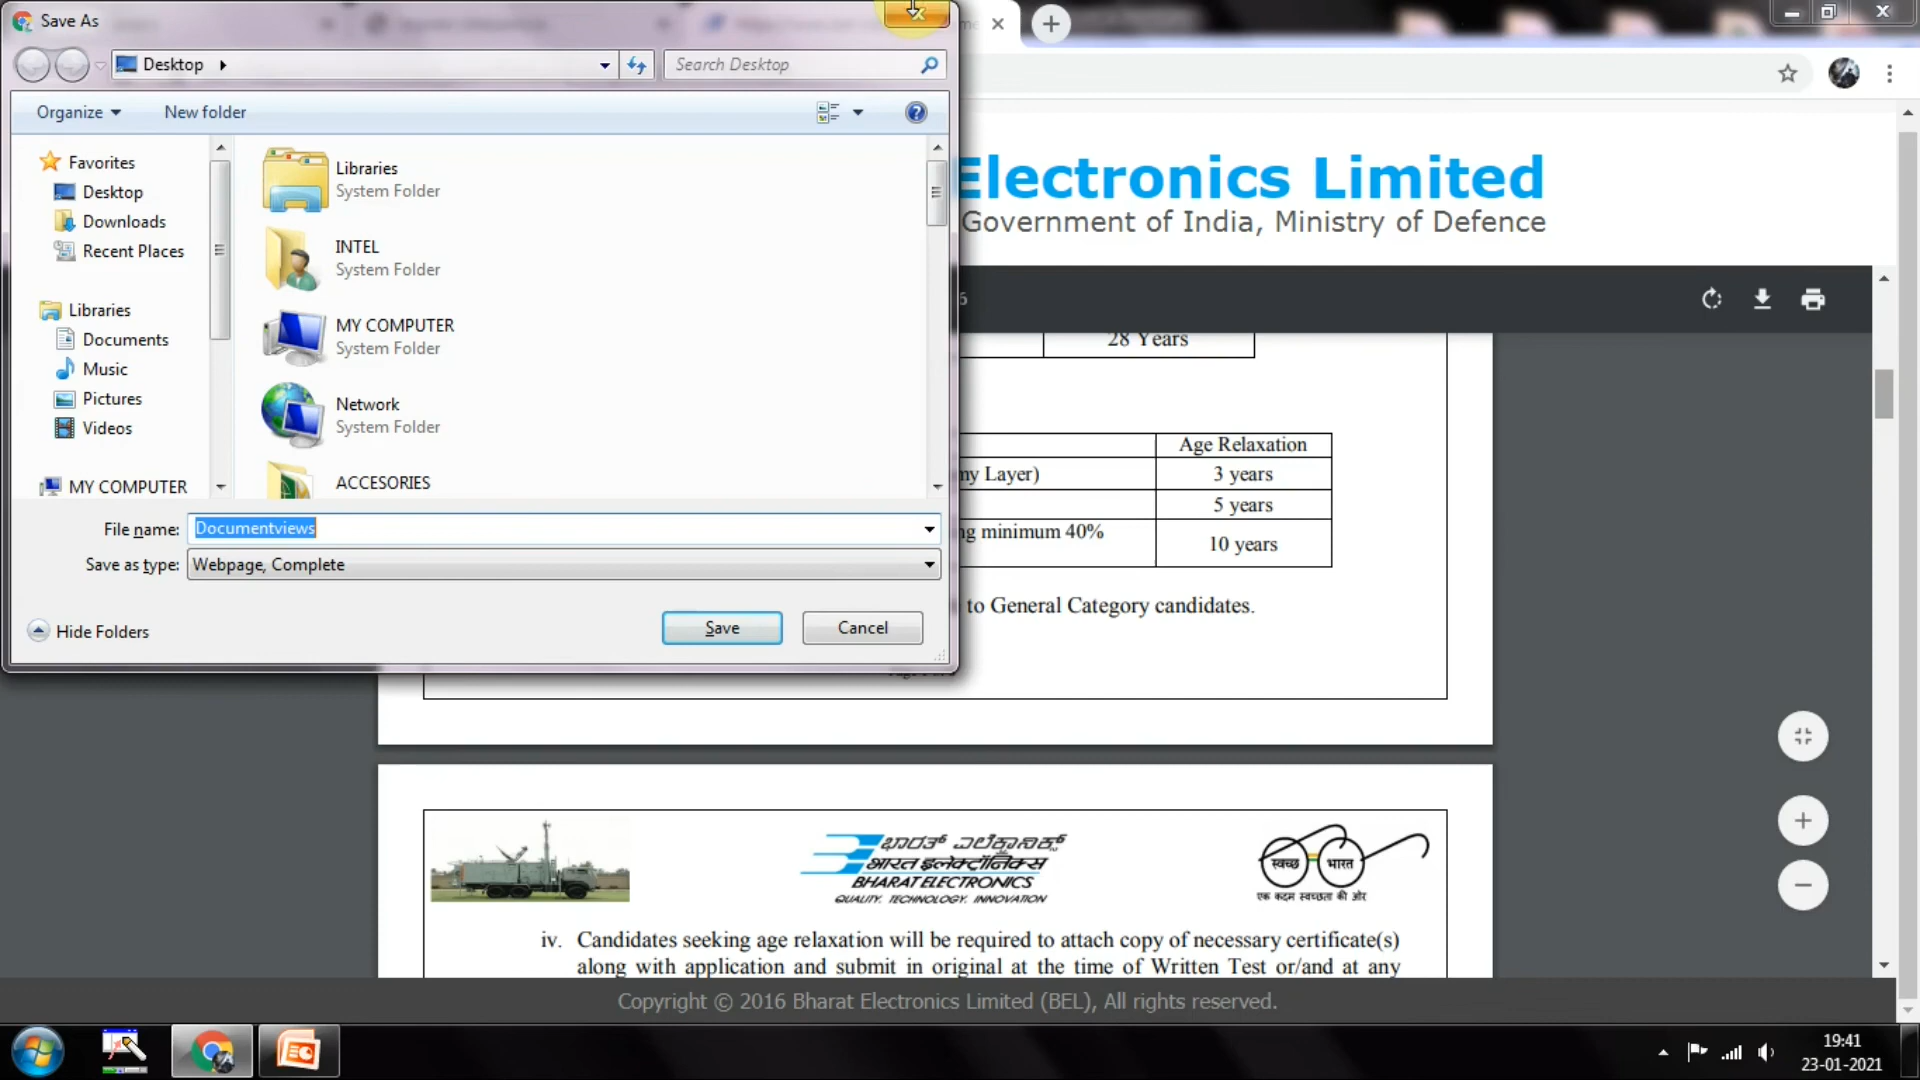 Save As
Desktop
Search Desktop
Organize
New folder
Favorites
Desktop
Downloads
Recent Places
Libraries
Documents
Music
Pictures
Videos
MY COMPUTER
Libraries
System Folder
INTEL
System Folder
MY COMPUTER
System Folder
Network
System Folder
ACCESORIES
File name:
Documentviews
Save as type:
Webpage, Complete
Hide Folders
Save
Cancel
Electronics Limited
Government of India, Ministry of Defence
28 Years
Age Relaxation
my Layer)
3 years
5 years
ng minimum 40%
10 years
to General Category candidates.
ಭಾರತ್ ಎಲೆಕ್ಟ್ರಾನಿಕ್ಸ್
भारत इलेक्ट्रॉनिक्स
BHARAT ELECTRONICS
QUALITY. TECHNOLOGY. INNOVATION
स्वच्छ भारत
एक कदम स्वच्छता की ओर
iv. Candidates seeking age relaxation will be required to attach copy of necessary certificate(s)
along with application and submit in original at the time of Written Test or/and at any
Copyright © 2016 Bharat Electronics Limited (BEL), All rights reserved.
19:41
23-01-2021